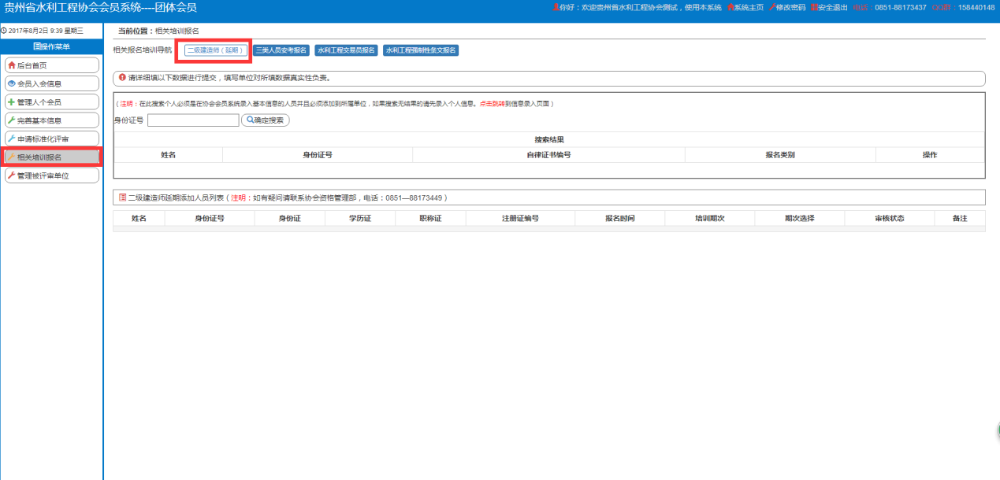 贵州省水利工程协会会员系统----团体会员
你好：欢迎贵州省水利工程协会测试，使用本系统 系统主页 修改密码 安全退出 电话：0851-88173437 QQ群：158440148
2017年8月2日 9:39 星期三
操作菜单
后台首页
会员入会信息
管理人个会员
完善基本信息
申请标准化评审
相关培训报名
管理被评审单位
当前位置：相关培训报名
相关报名培训导航 二级建造师（延期） 三类人员安考报名 水利工程交易员报名 水利工程强制性条文报名
请详细填以下数据进行提交，填写单位对所填数据真实性负责。
（注明：在此搜索个人必须是在协会会员系统录入基本信息的人员并且必须添加到所属单位，如果搜索无结果的请先录入个人信息。点击跳转到信息录入页面）
身份证号 确定搜索
搜索结果
姓名 身份证号 自律证书编号 报名类别 操作
二级建造师延期添加人员列表（注明：如有疑问请联系协会资格管理部，电话：0851—88173449）
姓名 身份证号 身份证 学历证 职称证 注册证编号 报名时间 培训期次 期次选择 审核状态 备注